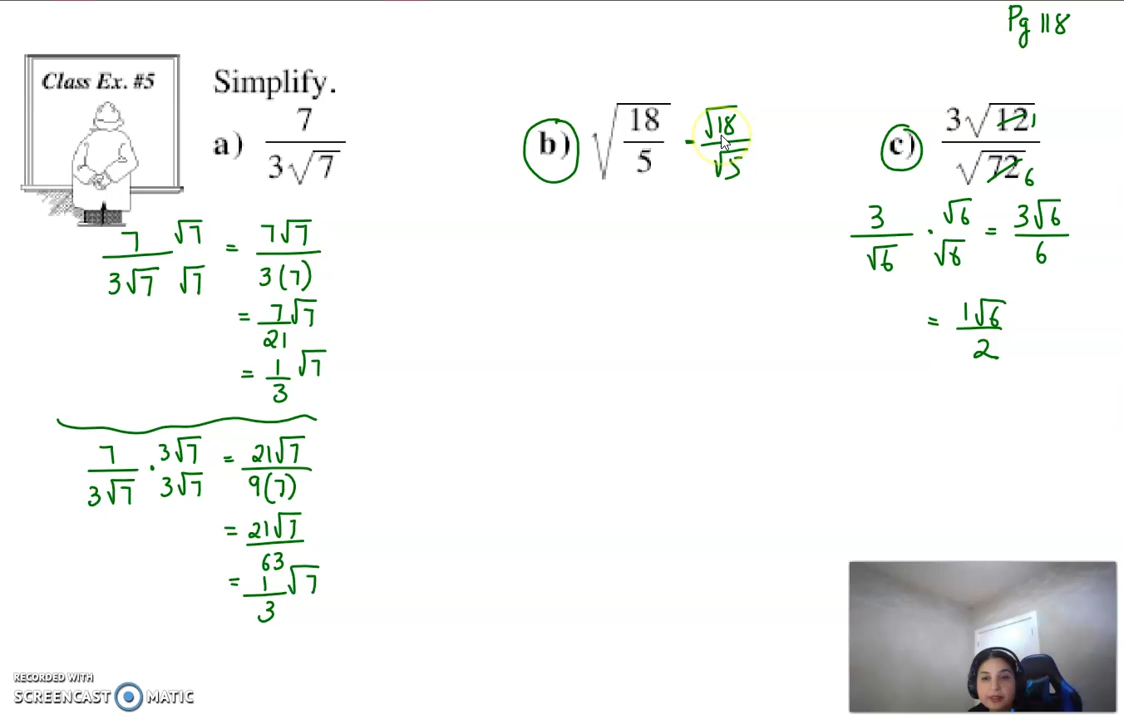 Pg 118
Class Ex. #5
Simplify.
a) 7 / 3√7
7 / 3√7 √7 / √7 = 7√7 / 3(7)
= 7√7 / 21
= 1/3 √7
7 / 3√7 · 3√7 / 3√7 = 21√7 / 9(7)
= 21√7 / 63
= 1/3 √7
b) √(18/5) = √18 / √5
c) 3√12 1 / √72 6
3 / √6 · √6 / √6 = 3√6 / 6
= 1√6 / 2
RECORDED WITH
SCREENCAST O MATIC